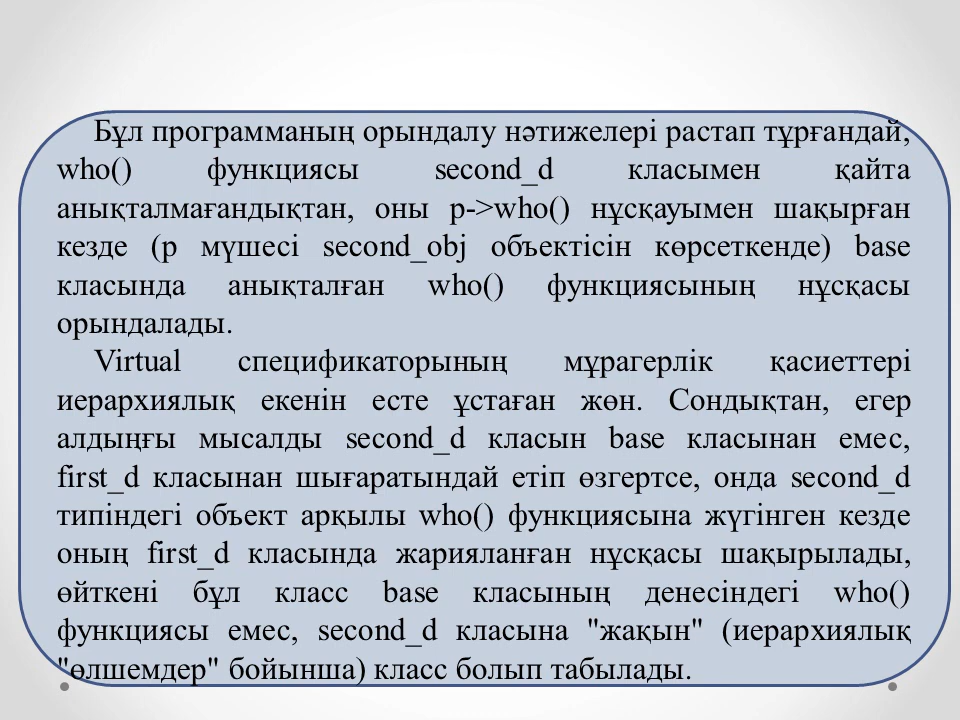 Бұл программаның орындалу нәтижелері растап тұрғандай,
who() функциясы second_d класымен қайта
анықталмағандықтан, оны p->who() нұсқауымен шақырған
кезде (p мүшесі second_obj объектісін көрсеткенде) base
класында анықталған who() функциясының нұсқасы
орындалады.
Virtual спецификаторының мұрагерлік қасиеттері
иерархиялық екенін есте ұстаған жөн. Сондықтан, егер
алдыңғы мысалды second_d класын base класынан емес,
first_d класынан шығаратындай етіп өзгертсе, онда second_d
типіндегі объект арқылы who() функциясына жүгінген кезде
оның first_d класында жарияланған нұсқасы шақырылады,
өйткені бұл класс base класының денесіндегі who()
функциясы емес, second_d класына "жақын" (иерархиялық
"өлшемдер" бойынша) класс болып табылады.